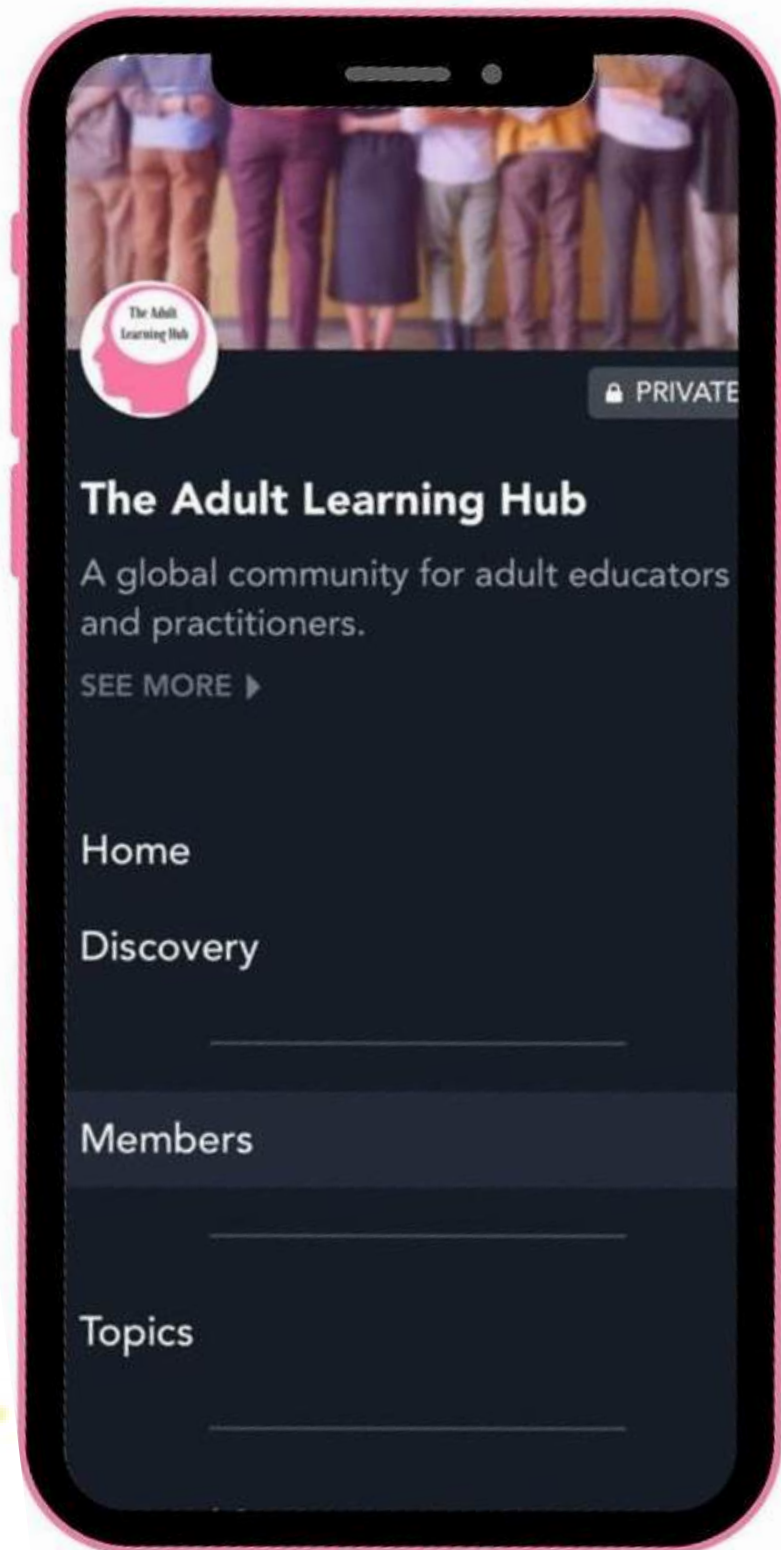 The Adult
Learning Hub
PRIVATE
The Adult Learning Hub
A global community for adult educators
and practitioners.
SEE MORE
Home
Discovery
Members
Topics